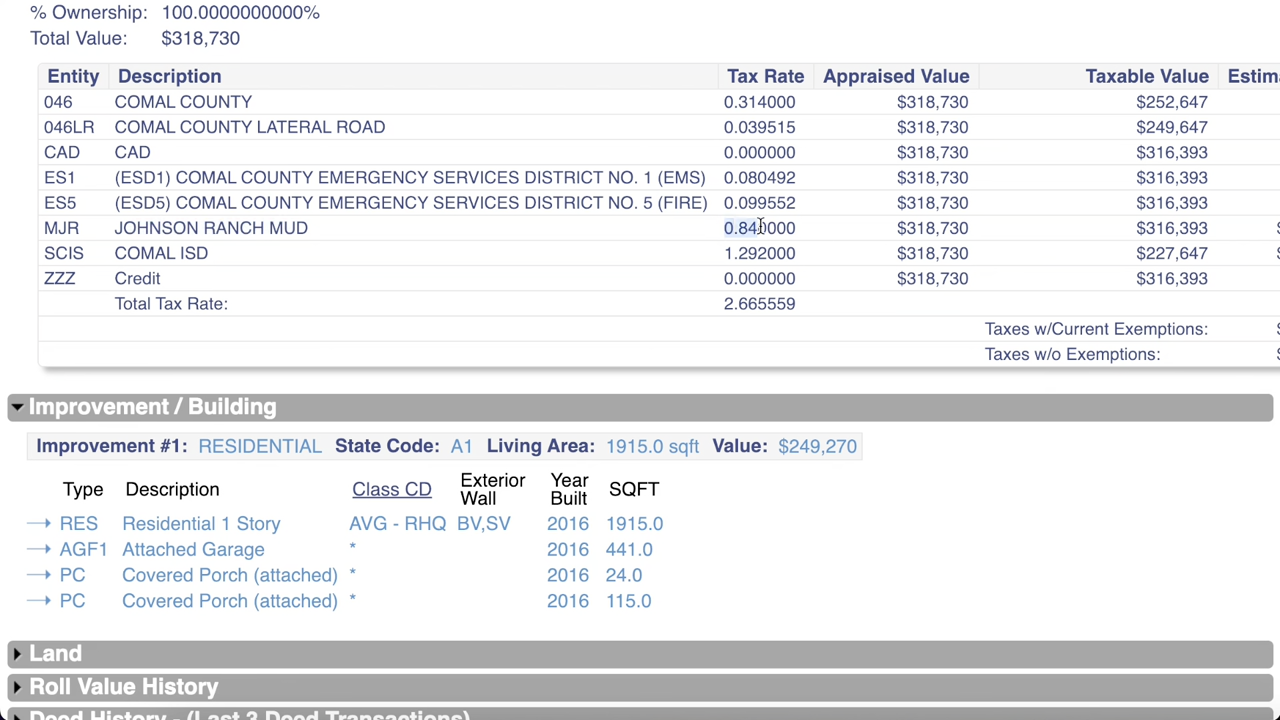 % Ownership: 100.0000000000%
Total Value: $318,730
Entity Description Tax Rate Appraised Value Taxable Value Estima
046 COMAL COUNTY 0.314000 $318,730 $252,647
046LR COMAL COUNTY LATERAL ROAD 0.039515 $318,730 $249,647
CAD CAD 0.000000 $318,730 $316,393
ES1 (ESD1) COMAL COUNTY EMERGENCY SERVICES DISTRICT NO. 1 (EMS) 0.080492 $318,730 $316,393
ES5 (ESD5) COMAL COUNTY EMERGENCY SERVICES DISTRICT NO. 5 (FIRE) 0.099552 $318,730 $316,393
MJR JOHNSON RANCH MUD 0.840000 $318,730 $316,393 $
SCIS COMAL ISD 1.292000 $318,730 $227,647 $
ZZZ Credit 0.000000 $318,730 $316,393
Total Tax Rate: 2.665559
Taxes w/Current Exemptions: $
Taxes w/o Exemptions: $
Improvement / Building
Improvement #1: RESIDENTIAL State Code: A1 Living Area: 1915.0 sqft Value: $249,270
Type Description Class CD Exterior Wall Year Built SQFT
RES Residential 1 Story AVG - RHQ BV,SV 2016 1915.0
AGF1 Attached Garage * 2016 441.0
PC Covered Porch (attached) * 2016 24.0
PC Covered Porch (attached) * 2016 115.0
Land
Roll Value History
Deed History - (Last 3 Deed Transactions)